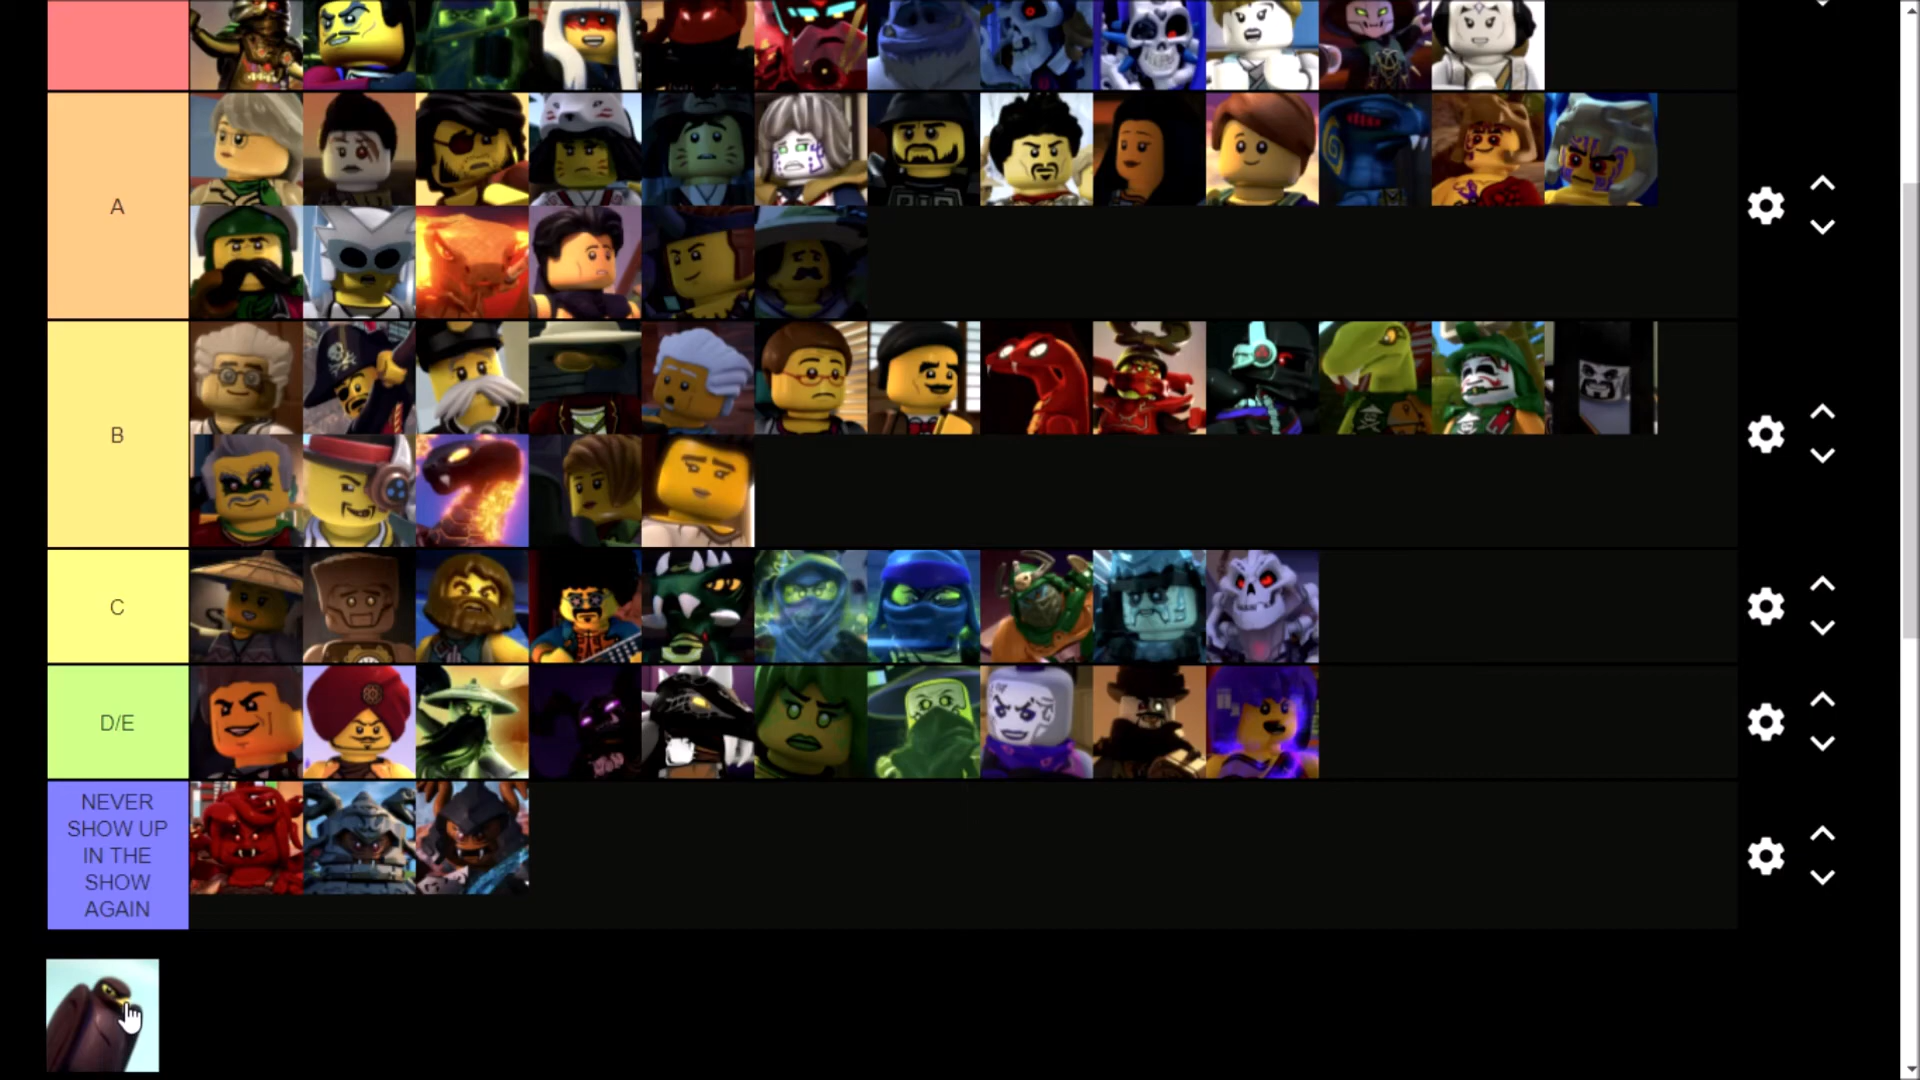 A
B
C
D/E
NEVER
SHOW UP
IN THE
SHOW
AGAIN